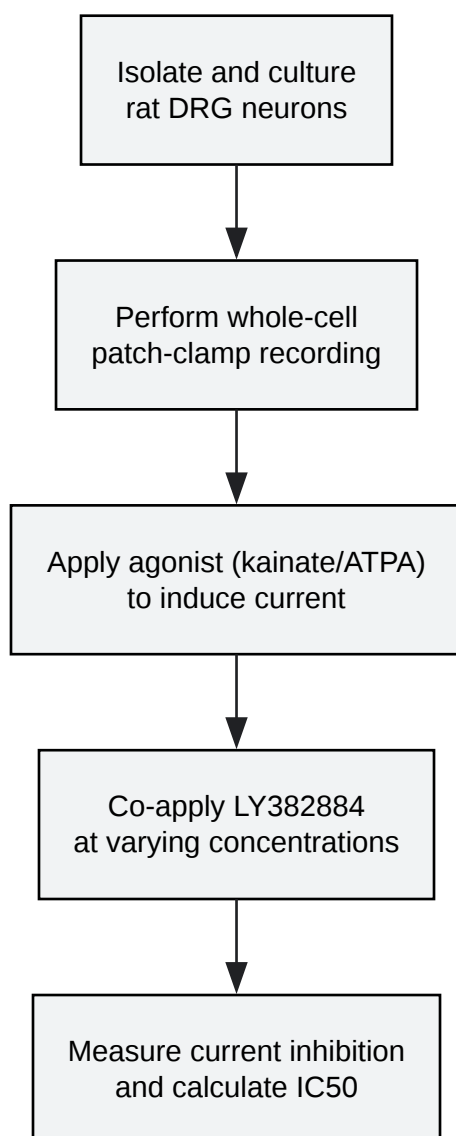 Isolate and culture
rat DRG neurons
Perform whole-cell
patch-clamp recording
Apply agonist (kainate/ATPA)
to induce current
Co-apply LY382884
at varying concentrations
Measure current inhibition
and calculate IC50